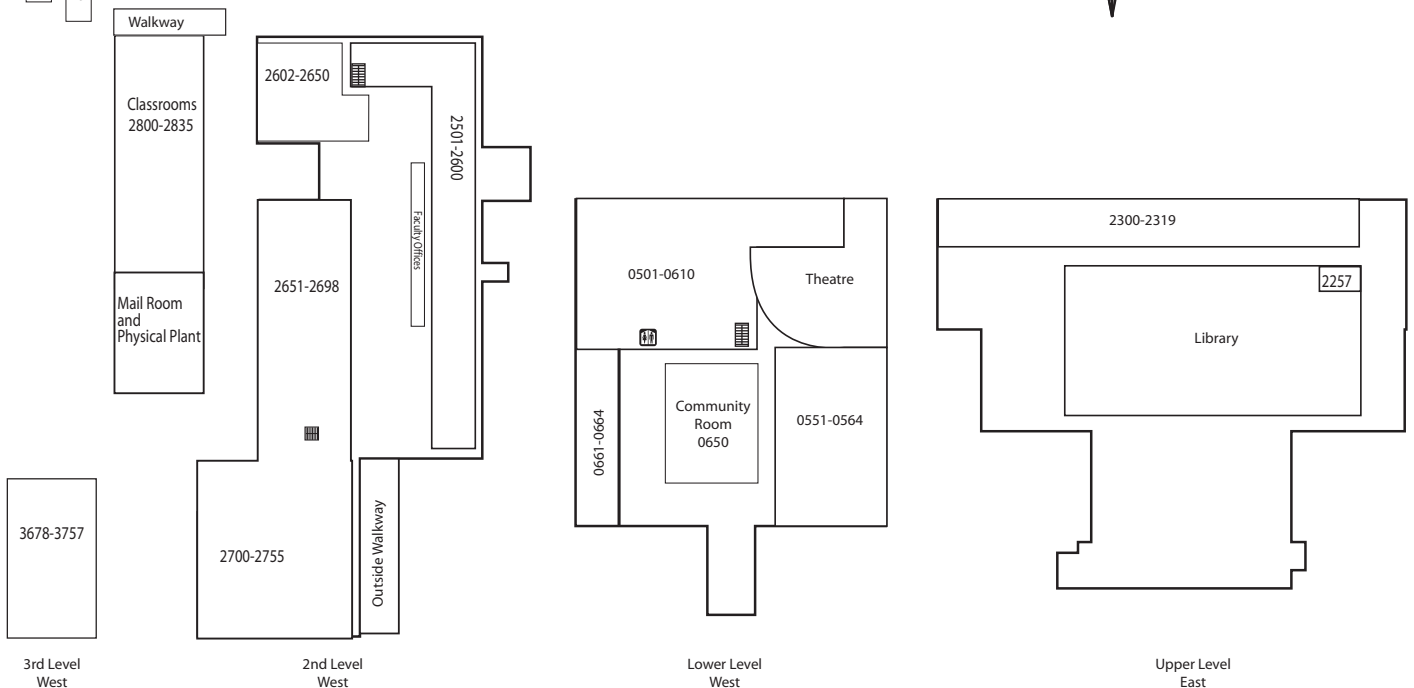 Walkway
Classrooms
2800-2835
Mail Room
and
Physical Plant
3678-3757
3rd Level
West
2602-2650
2501-2600
Faculty Offices
2651-2698
2700-2755
Outside Walkway
2nd Level
West
0501-0610
Theatre
Community
Room
0650
0551-0564
0661-0664
Lower Level
West
2300-2319
2257
Library
Upper Level
East